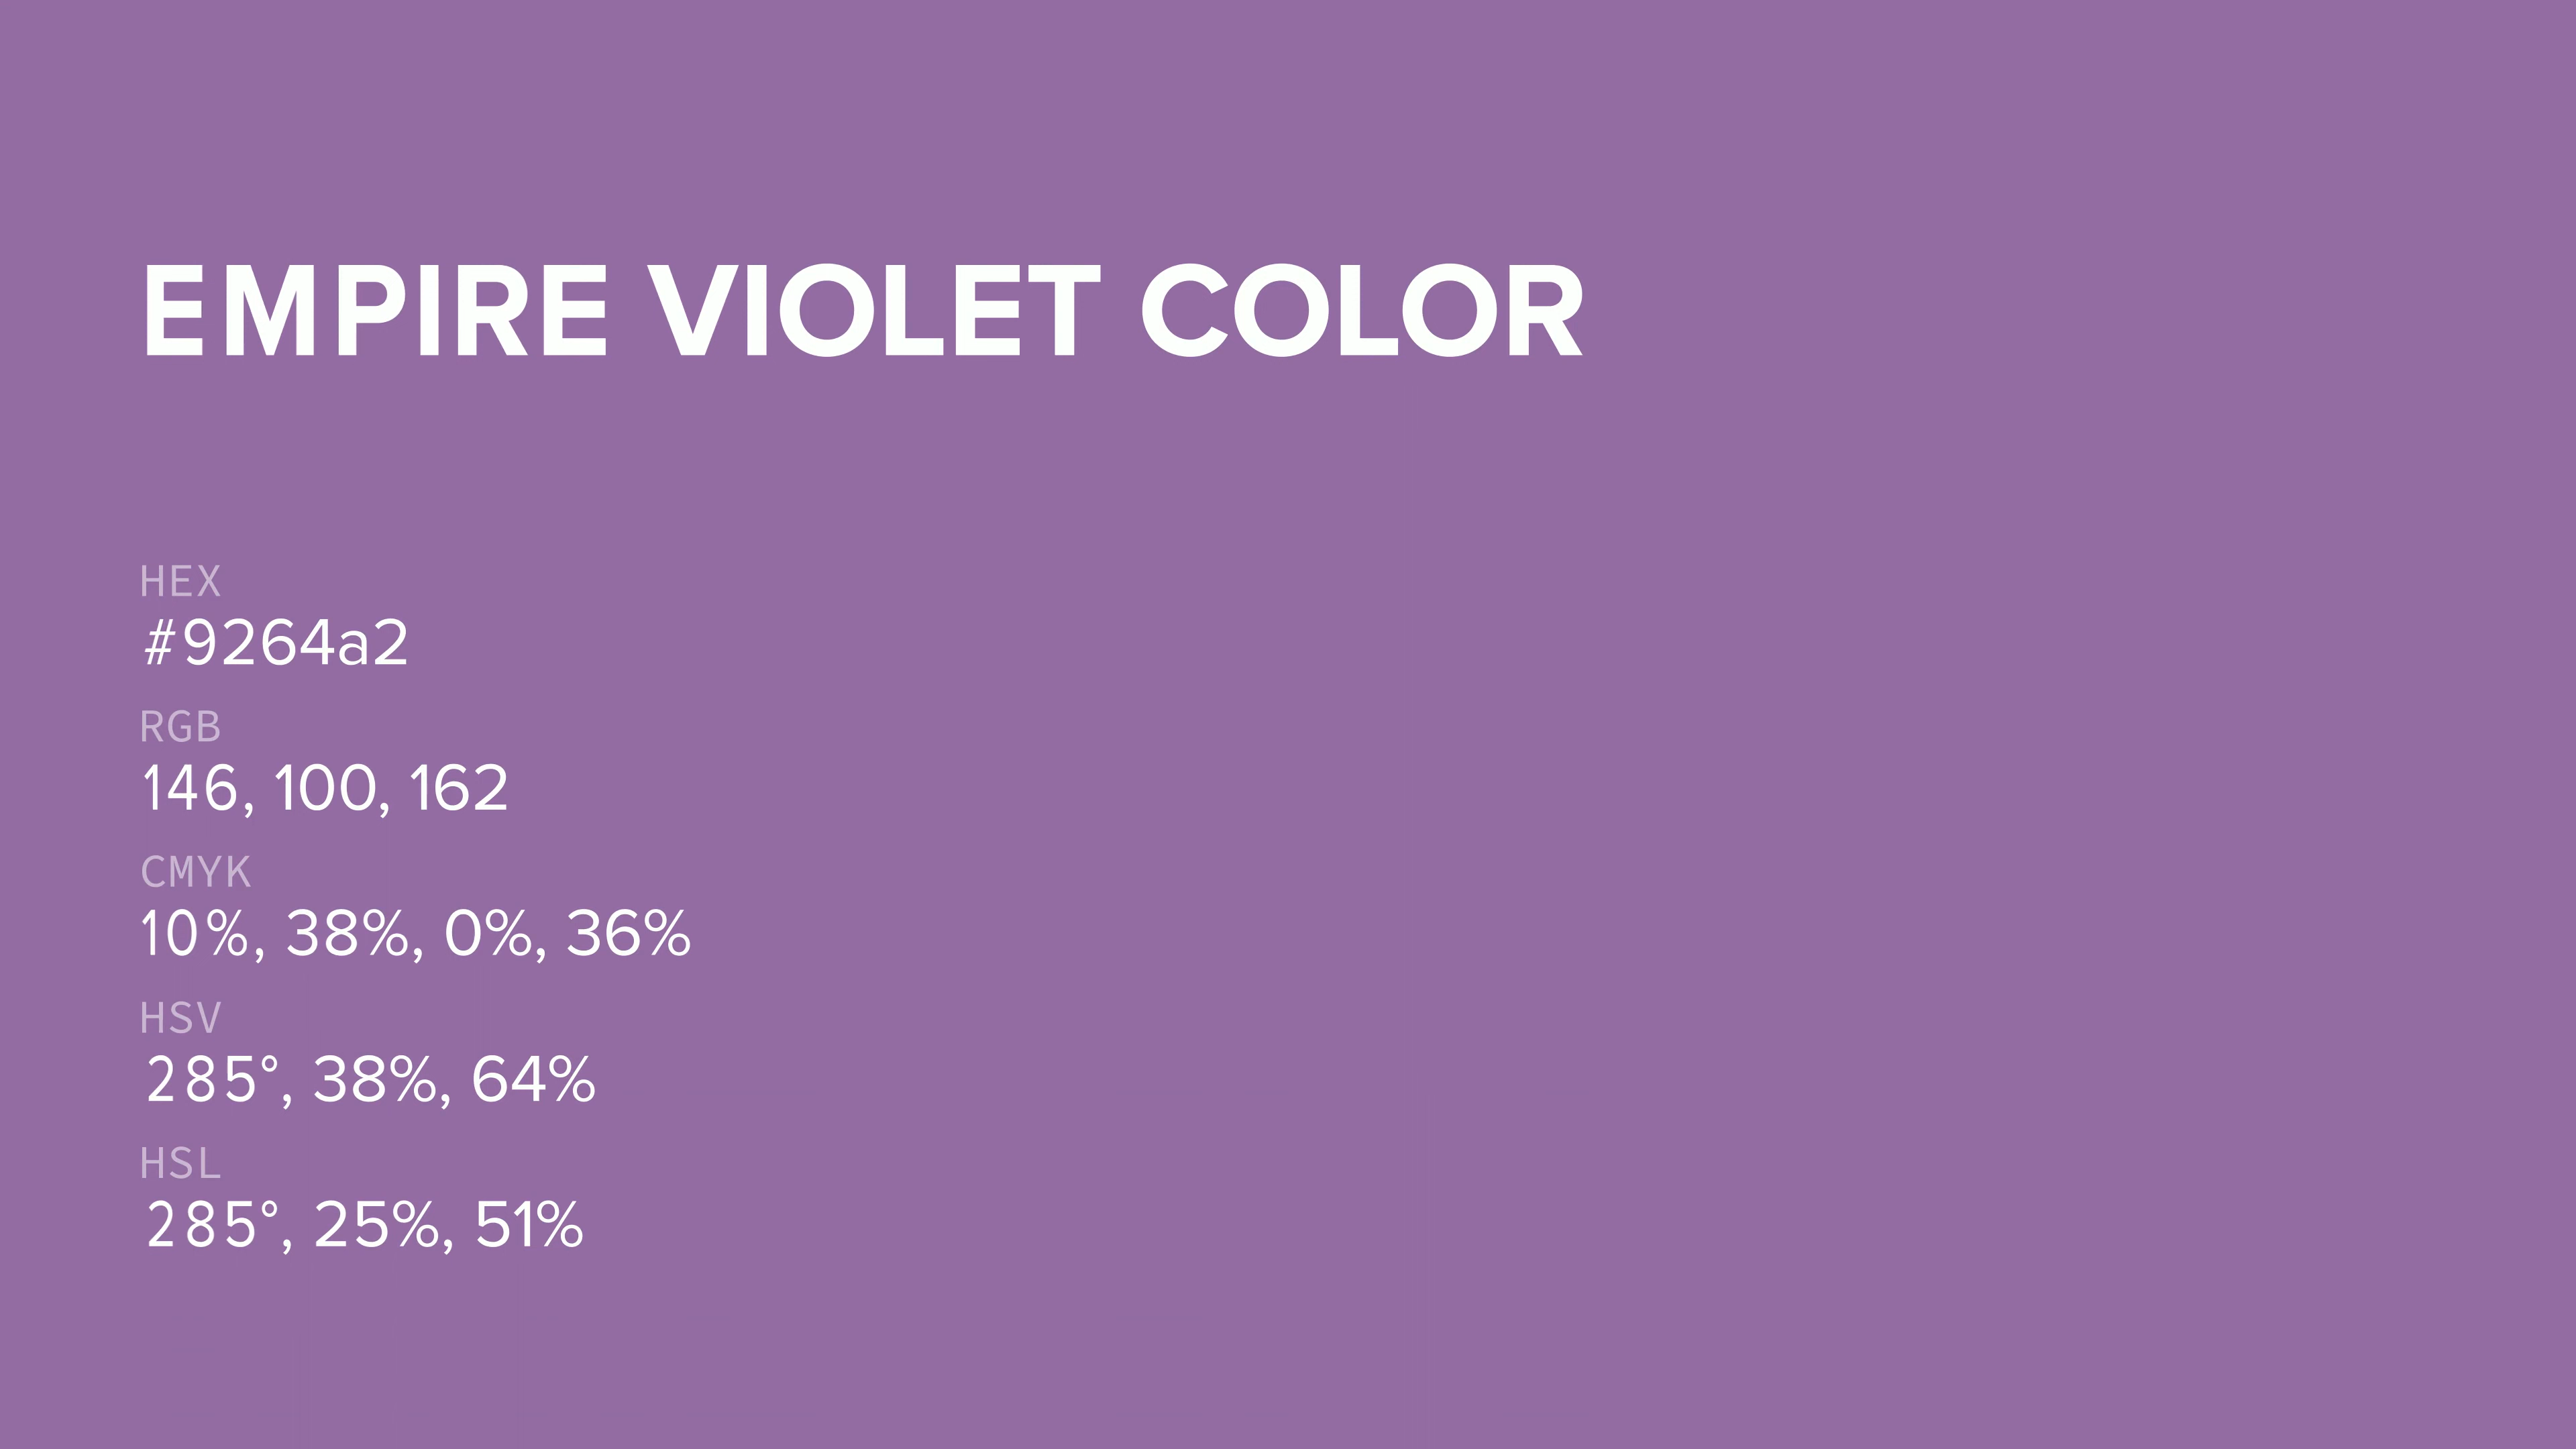 EMPIRE VIOLET COLOR
HEX
#9264a2
RGB
146, 100, 162
CMYK
10%, 38%, 0%, 36%
HSV
285°, 38%, 64%
HSL
285°, 25%, 51%